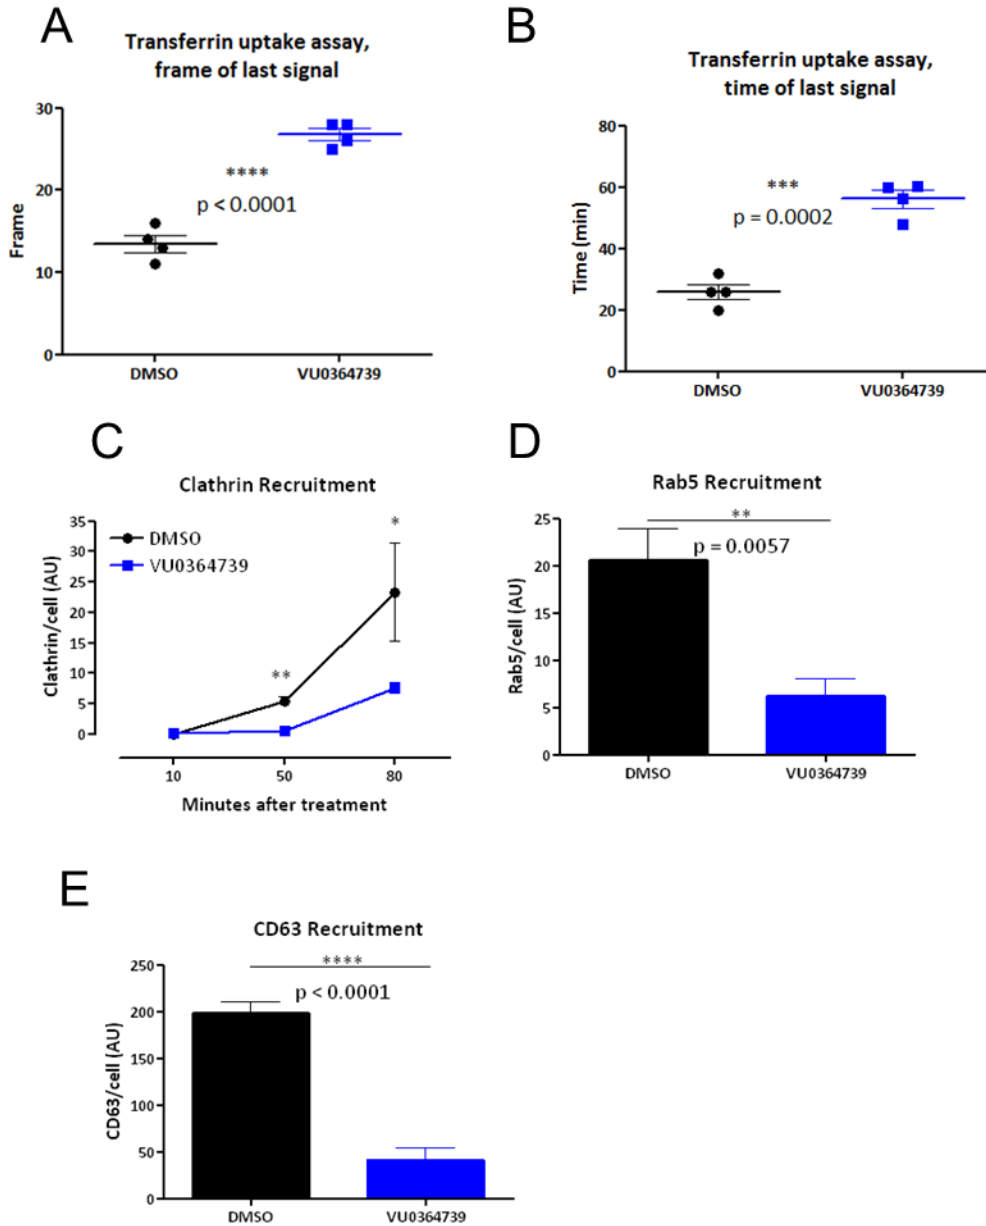 A
Transferrin uptake assay,
frame of last signal
30
20
10
0
Frame
****
p < 0.0001
DMSO
VU0364739
B
Transferrin uptake assay,
time of last signal
80
60
40
20
0
Time (min)
***
p = 0.0002
DMSO
VU0364739
C
Clathrin Recruitment
35
30
25
20
15
10
5
0
Clathrin/cell (AU)
DMSO
VU0364739
**
*
10
50
80
Minutes after treatment
D
Rab5 Recruitment
25
20
15
10
5
0
Rab5/cell (AU)
**
p = 0.0057
DMSO
VU0364739
E
CD63 Recruitment
250
200
150
100
50
0
CD63/cell (AU)
****
p < 0.0001
DMSO
VU0364739